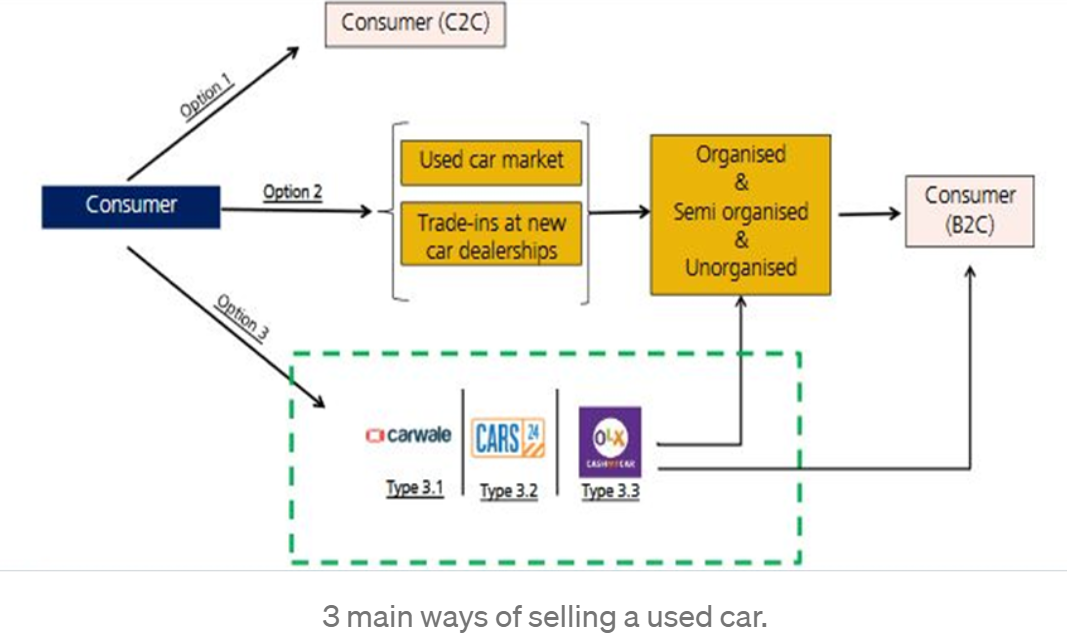 Consumer (C2C)
Option 1
Consumer
Option 2
Used car market
Trade-ins at new
car dealerships
Organised
&
Semi organised
&
Unorganised
Consumer
(B2C)
Option 3
carwale
CARS 24
OLX
CASHMYCAR
Type 3.1
Type 3.2
Type 3.3
3 main ways of selling a used car.